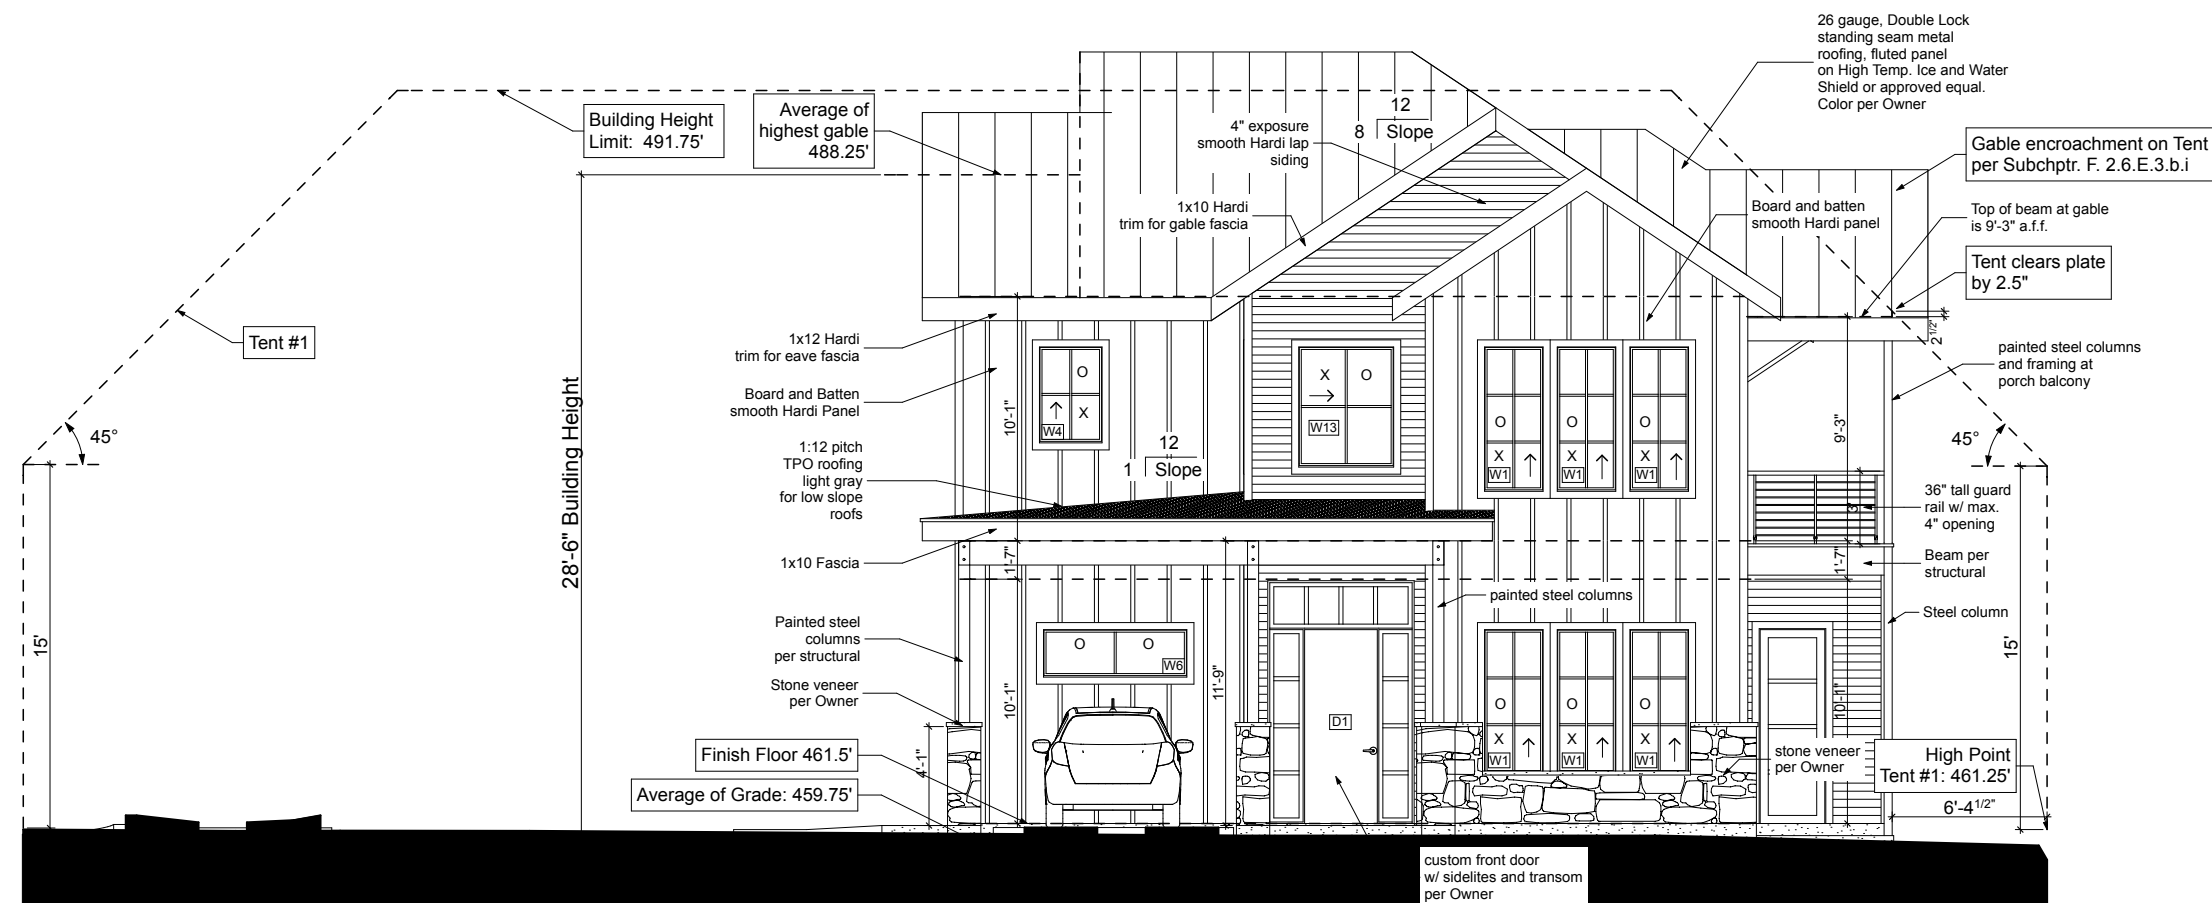 26 gauge, Double Lock
standing seam metal
roofing, fluted panel
on High Temp. Ice and Water
Shield or approved equal.
Color per Owner
Building Height
Limit: 491.75'
Average of
highest gable
488.25'
12
8 Slope
4" exposure
smooth Hardi lap
siding
Gable encroachment on Tent
per Subchptr. F. 2.6.E.3.b.i
1x10 Hardi
trim for gable fascia
Board and batten
smooth Hardi panel
Top of beam at gable
is 9'-3" a.f.f.
Tent clears plate
by 2.5"
Tent #1
1x12 Hardi
trim for eave fascia
2 1/2"
painted steel columns
and framing at
porch balcony
Board and Batten
smooth Hardi Panel
O
X
W4
X
O
W13
O
X
W1
O
X
W1
O
X
W1
10'-1"
9'-3"
45°
45°
28'-6" Building Height
1:12 pitch
TPO roofing
light gray
for low slope
roofs
12
1 Slope
36" tall guard
rail w/ max.
4" opening
3'
1x10 Fascia
1'-7"
1'-7"
Beam per
structural
painted steel columns
Steel column
Painted steel
columns
per structural
15'
15'
O
O
W6
Stone veneer
per Owner
10'-1"
11'-9"
D1
O
X
W1
O
X
W1
O
X
W1
10'-1"
Finish Floor 461.5'
4'-1"
stone veneer
per Owner
High Point
Tent #1: 461.25'
Average of Grade: 459.75'
6'-4 1/2"
custom front door
w/ sidelites and transom
per Owner